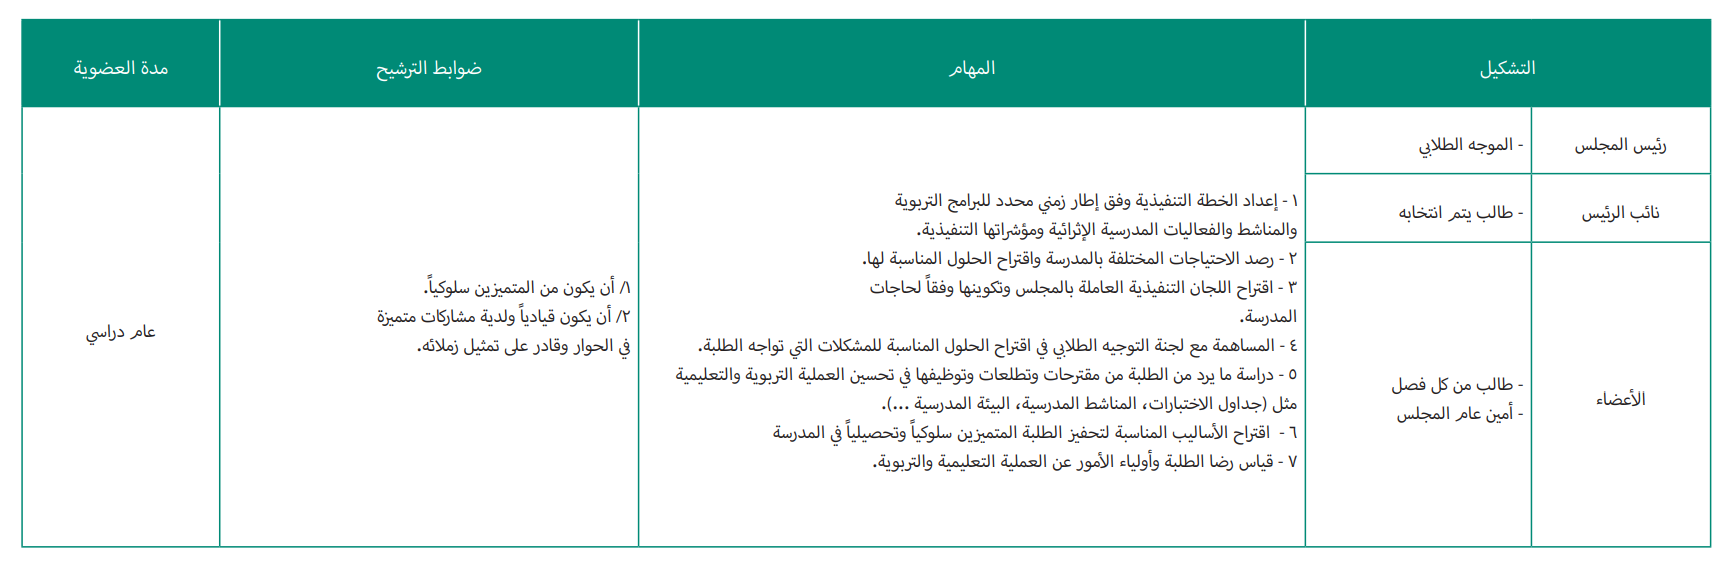 التشكيل
المهام
ضوابط الترشيح
مدة العضوية
رئيس المجلس
- الموجه الطلابي
نائب الرئيس
- طالب يتم انتخابه
الأعضاء
- طالب من كل فصل
- أمين عام المجلس
١ - إعداد الخطة التنفيذية وفق إطار زمني محدد للبرامج التربوية
والمناشط والفعاليات المدرسية الإثرائية ومؤشراتها التنفيذية.
٢ - رصد الاحتياجات المختلفة بالمدرسة واقتراح الحلول المناسبة لها.
٣ - اقتراح اللجان التنفيذية العاملة بالمجلس وتكوينها وفقاً لحاجات
المدرسة.
٤ - المساهمة مع لجنة التوجيه الطلابي في اقتراح الحلول المناسبة للمشكلات التي تواجه الطلبة.
٥ - دراسة ما يرد من الطلبة من مقترحات وتطلعات وتوظيفها في تحسين العملية التربوية والتعليمية
مثل (جداول الاختبارات، المناشط المدرسية، البيئة المدرسية ...).
٦ - اقتراح الأساليب المناسبة لتحفيز الطلبة المتميزين سلوكياً وتحصيلياً في المدرسة
٧ - قياس رضا الطلبة وأولياء الأمور عن العملية التعليمية والتربوية.
١/ أن يكون من المتميزين سلوكياً.
٢/ أن يكون قيادياً ولدية مشاركات متميزة
في الحوار وقادر على تمثيل زملائه.
عام دراسي